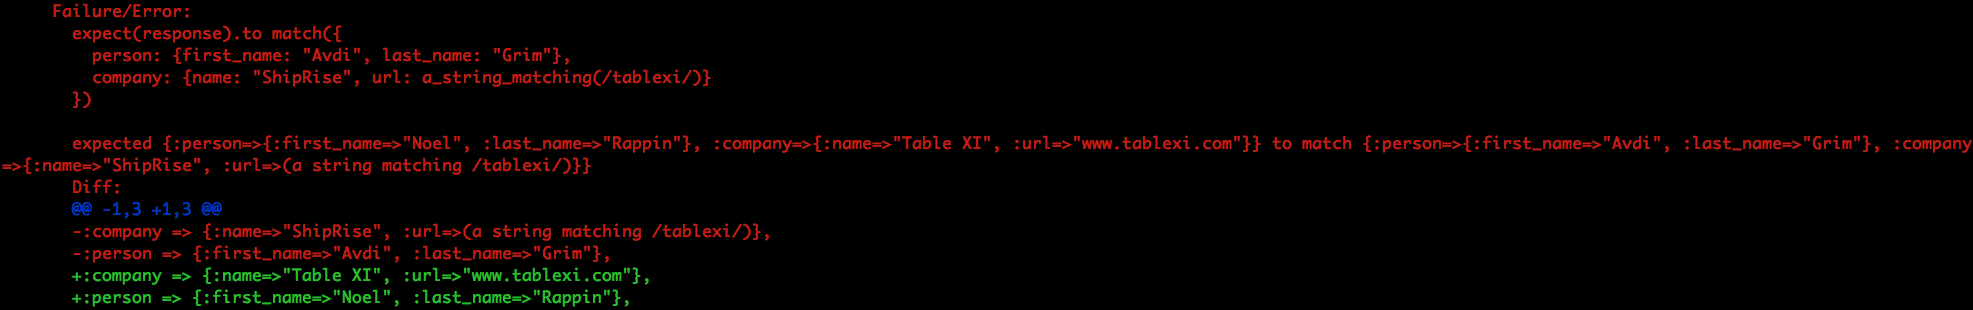 Failure/Error:
expect(response).to match({
person: {first_name: "Avdi", last_name: "Grim"},
company: {name: "ShipRise", url: a_string_matching(/tablexi/)}
})
expected {:person=>{:first_name=>"Noel", :last_name=>"Rappin"}, :company=>{:name=>"Table XI", :url=>"www.tablexi.com"}} to match {:person=>{:first_name=>"Avdi", :last_name=>"Grim"}, :company
=>{:name=>"ShipRise", :url=>(a string matching /tablexi/)}}
Diff:
@@ -1,3 +1,3 @@
-:company => {:name=>"ShipRise", :url=>(a string matching /tablexi/)},
-:person => {:first_name=>"Avdi", :last_name=>"Grim"},
+:company => {:name=>"Table XI", :url=>"www.tablexi.com"},
+:person => {:first_name=>"Noel", :last_name=>"Rappin"},